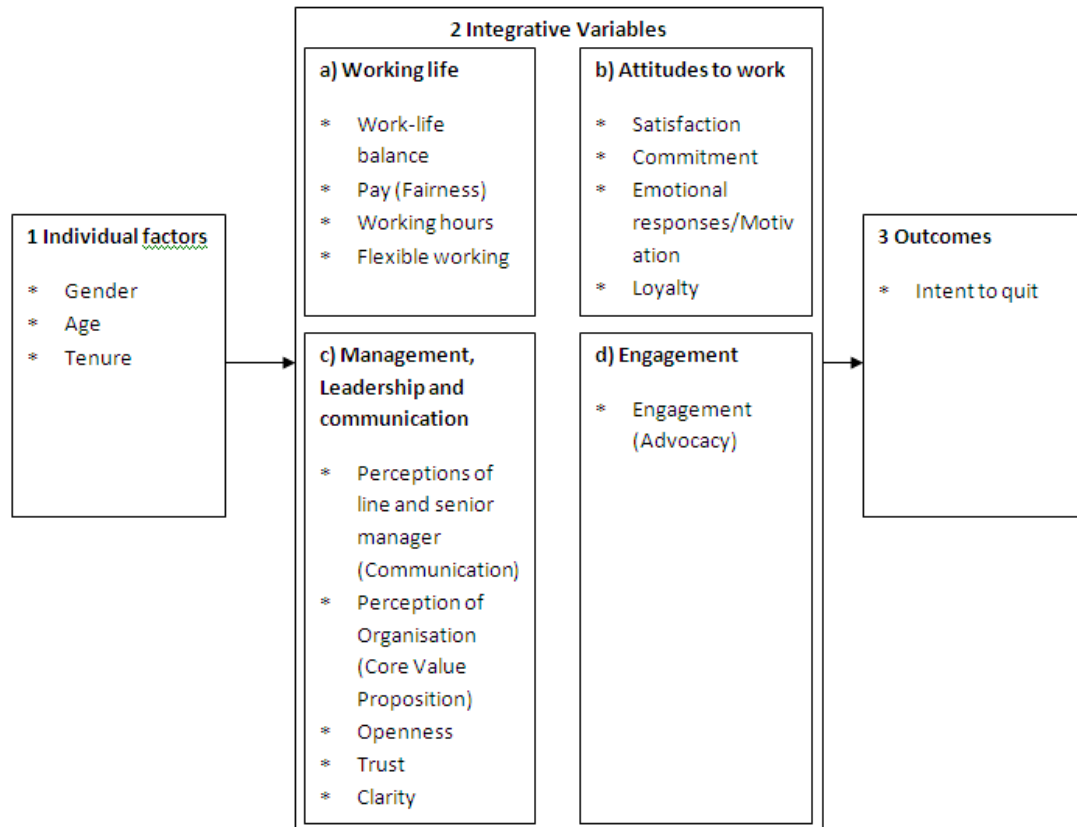 2 Integrative Variables
a) Working life
* Work-life
balance
* Pay (Fairness)
* Working hours
* Flexible working
b) Attitudes to work
* Satisfaction
* Commitment
* Emotional
responses/Motiv
ation
* Loyalty
1 Individual factors
* Gender
* Age
* Tenure
c) Management,
Leadership and
communication
* Perceptions of
line and senior
manager
(Communication)
* Perception of
Organisation
(Core Value
Proposition)
* Openness
* Trust
* Clarity
d) Engagement
* Engagement
(Advocacy)
3 Outcomes
* Intent to quit